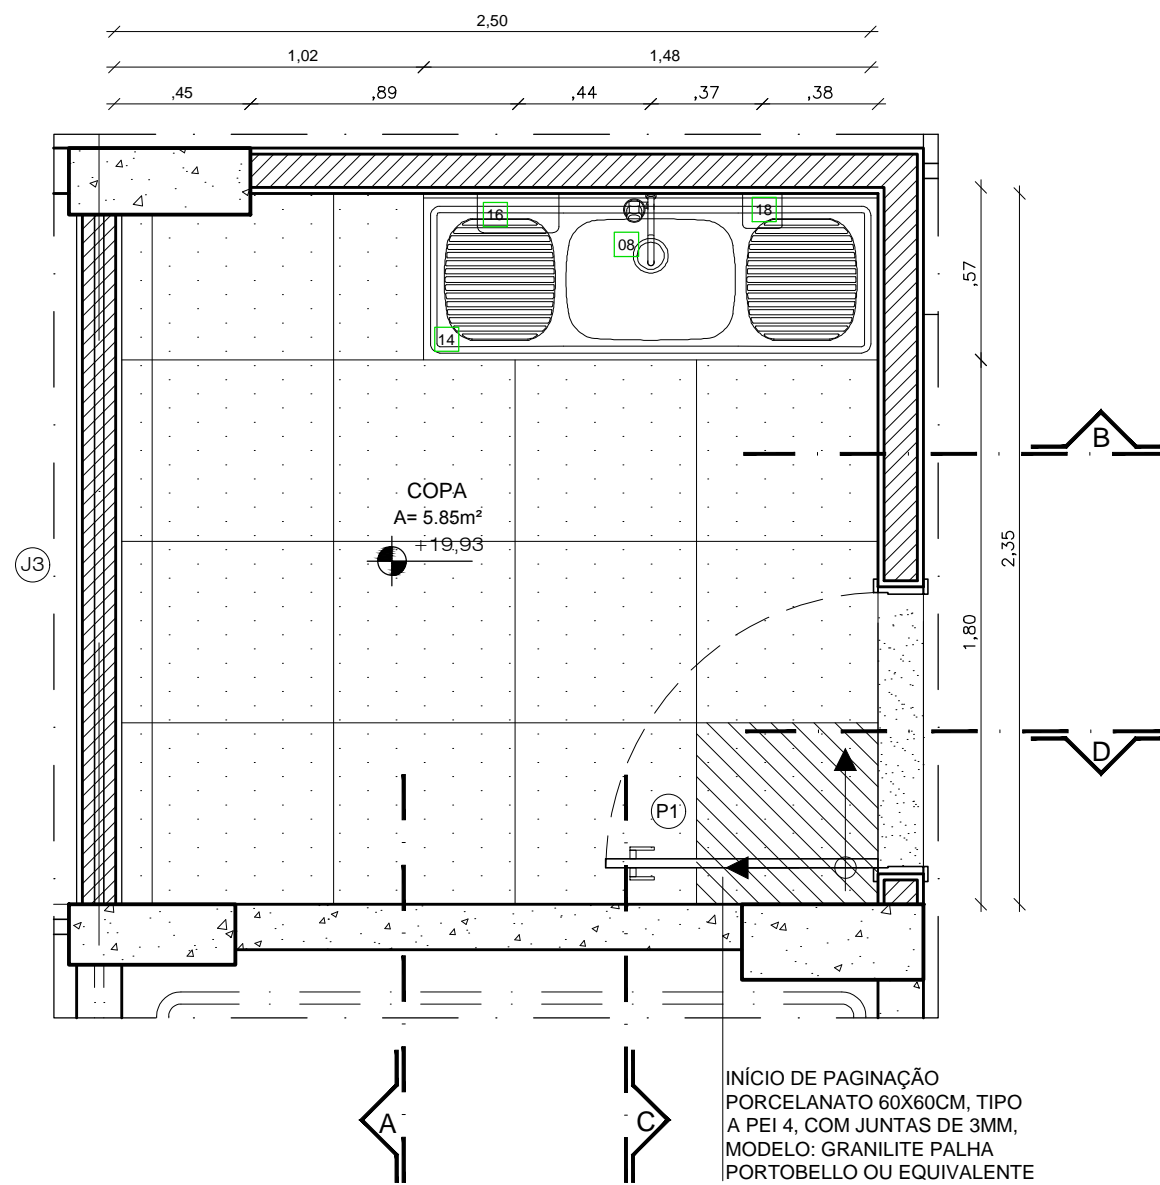 2,50
1,02
1,48
,45
,89
,44
,37
,38
16
18
08
14
,57
B
COPA
A= 5.85m²
+19,93
J3
2,35
1,80
D
P1
A
C
INÍCIO DE PAGINAÇÃO
PORCELANATO 60X60CM, TIPO
A PEI 4, COM JUNTAS DE 3MM,
MODELO: GRANILITE PALHA
PORTOBELLO OU EQUIVALENTE